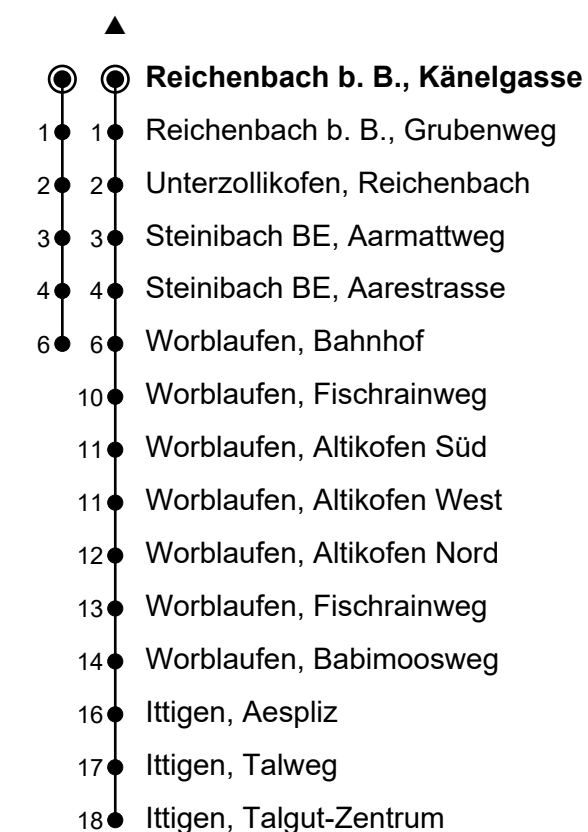 Reichenbach b. B., Känelgasse
1 1 Reichenbach b. B., Grubenweg
2 2 Unterzollikofen, Reichenbach
3 3 Steinibach BE, Aarmattweg
4 4 Steinibach BE, Aarestrasse
6 6 Worblaufen, Bahnhof
10 Worblaufen, Fischrainweg
11 Worblaufen, Altikofen Süd
11 Worblaufen, Altikofen West
12 Worblaufen, Altikofen Nord
13 Worblaufen, Fischrainweg
14 Worblaufen, Babimoosweg
16 Ittigen, Aespliz
17 Ittigen, Talweg
18 Ittigen, Talgut-Zentrum